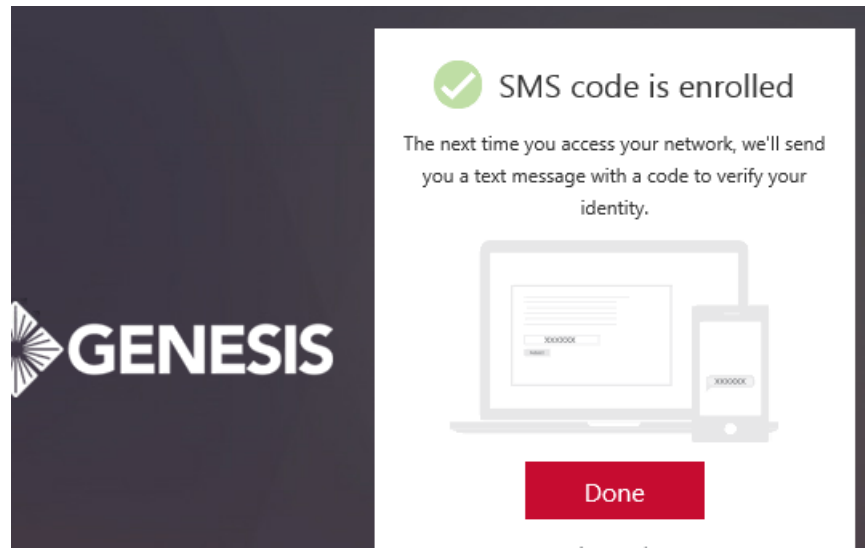 SMS code is enrolled
The next time you access your network, we'll send
you a text message with a code to verify your
identity.
XXXXXXX
XXXXXXX
GENESIS
Done